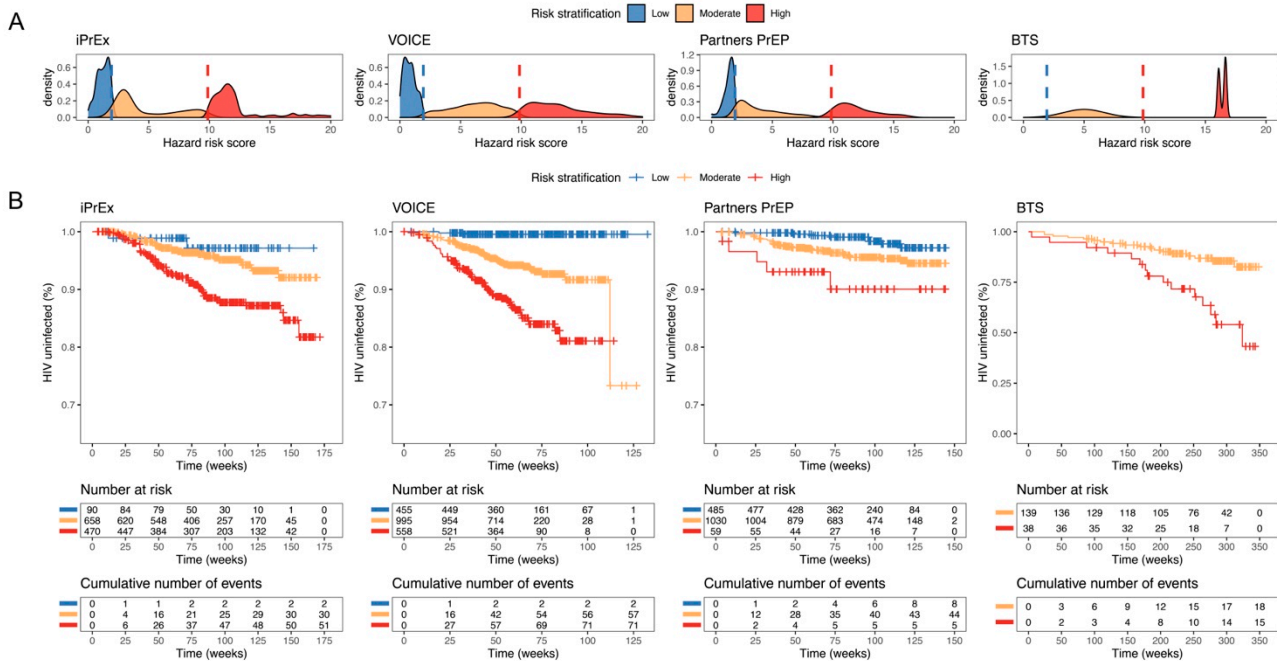 A
Risk stratification Low Moderate High
iPrEx VOICE Partners PrEP BTS
density density density density
0.6 0.6 1.2 1.5
0.4 0.4 0.9 1.0
0.2 0.2 0.6 0.5
0.0 0.0 0.3 0.0
0.0
0 5 10 15 20 0 5 10 15 20 0 5 10 15 20 0 5 10 15 20
Hazard risk score Hazard risk score Hazard risk score Hazard risk score
B
Risk stratification Low Moderate High
iPrEx
HIV uninfected (%)
1.0
0.9
0.8
0.7
0 25 50 75 100 125 150 175
Time (weeks)
VOICE
HIV uninfected (%)
1.0
0.9
0.8
0.7
0 25 50 75 100 125
Time (weeks)
Partners PrEP
HIV uninfected (%)
1.0
0.9
0.8
0.7
0 25 50 75 100 125 150
Time (weeks)
BTS
HIV uninfected (%)
1.00
0.75
0.50
0.25
0.00
0 50 100 150 200 250 300 350
Time (weeks)
Number at risk
90 84 79 50 30 10 1 0
658 620 548 406 257 170 45 0
470 447 384 307 203 132 42 0
0 25 50 75 100 125 150 175
Time (weeks)
Number at risk
455 449 360 161 67 1
995 954 714 220 28 1
558 521 364 90 8 0
0 25 50 75 100 125
Time (weeks)
Number at risk
485 477 428 362 240 84 0
1030 1004 879 683 474 148 2
59 55 44 27 16 7 0
0 25 50 75 100 125 150
Time (weeks)
Number at risk
139 136 129 118 105 76 42 0
38 36 35 32 25 18 7 0
0 50 100 150 200 250 300 350
Time (weeks)
Cumulative number of events
0 1 1 2 2 2 2 2
0 4 16 21 25 29 30 30
0 6 26 37 47 48 50 51
0 25 50 75 100 125 150 175
Time (weeks)
Cumulative number of events
0 1 2 2 2 2
0 16 42 54 56 57
0 27 57 69 71 71
0 25 50 75 100 125
Time (weeks)
Cumulative number of events
0 1 2 4 6 8 8
0 12 28 35 40 43 44
0 2 4 5 5 5 5
0 25 50 75 100 125 150
Time (weeks)
Cumulative number of events
0 3 6 9 12 15 17 18
0 2 3 4 8 10 14 15
0 50 100 150 200 250 300 350
Time (weeks)